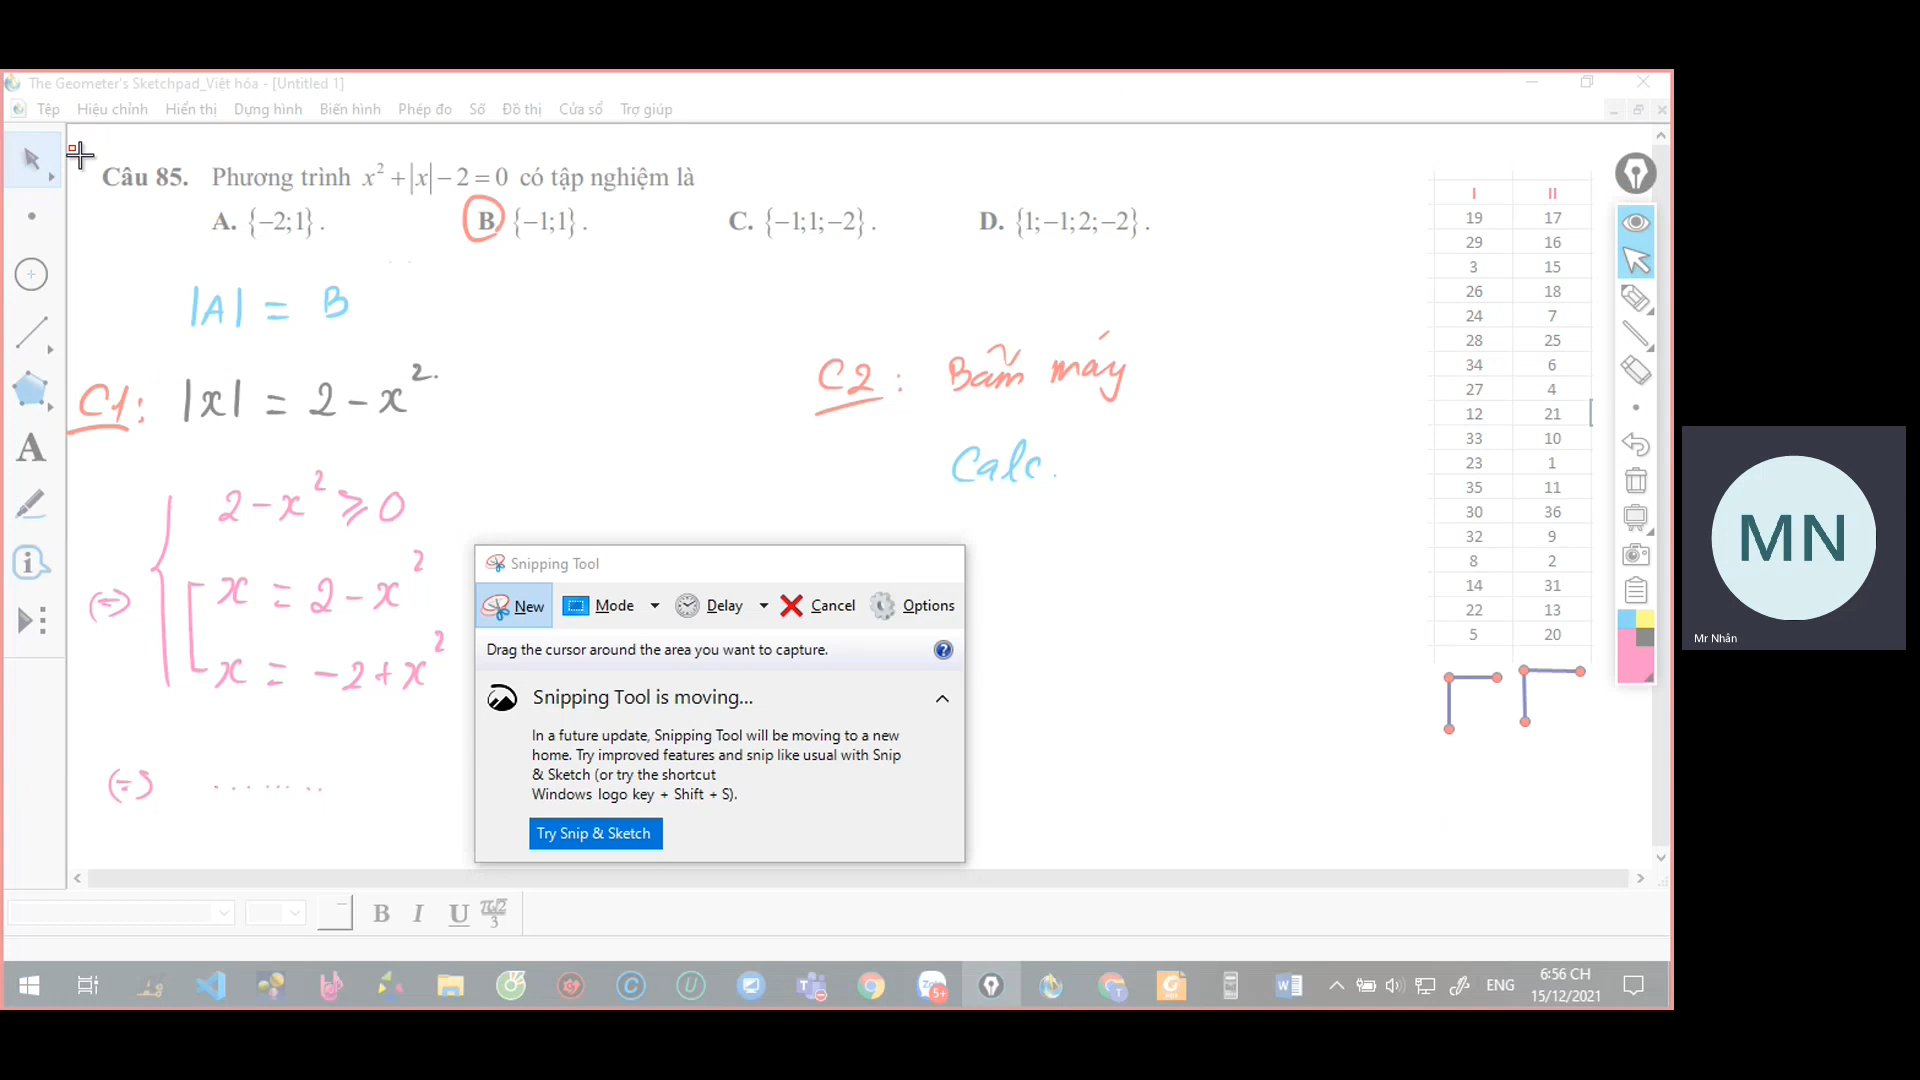 The Geometer's Sketchpad_Việt hóa - [Untitled 1]
Tệp Hiệu chỉnh Hiển thị Dựng hình Biến hình Phép đo Số Đồ thị Cửa sổ Trợ giúp
Câu 85. Phương trình x² + |x| − 2 = 0 có tập nghiệm là
A. {−2;1}. B. {−1;1}. C. {−1;1;−2}. D. {1;−1;2;−2}.
|A| = B
C1: |x| = 2 − x²
(=) { 2 − x² ⩾ 0
[ x = 2 − x²
x = −2 + x²
(=) ........
C2: Bấm máy
Calc.
I II
19 17
29 16
3 15
26 18
24 7
28 25
34 6
27 4
12 21
33 10
23 1
35 11
30 36
32 9
8 2
14 31
22 13
5 20
Snipping Tool
New Mode Delay Cancel Options
Drag the cursor around the area you want to capture.
Snipping Tool is moving...
In a future update, Snipping Tool will be moving to a new
home. Try improved features and snip like usual with Snip
& Sketch (or try the shortcut
Windows logo key + Shift + S).
Try Snip & Sketch
A
B I U
MN
Mr Nhân
ENG
6:56 CH
15/12/2021